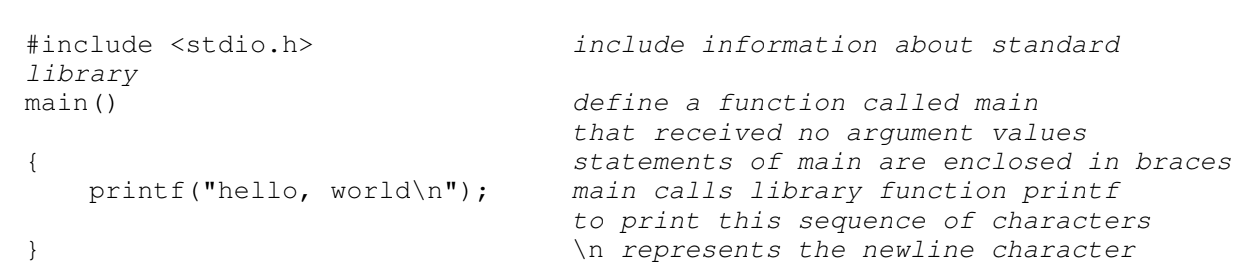 #include <stdio.h>                 include information about standard
library
main()                             define a function called main
                                   that received no argument values
{                                  statements of main are enclosed in braces
    printf("hello, world\n");      main calls library function printf
                                   to print this sequence of characters
}                                  \n represents the newline character